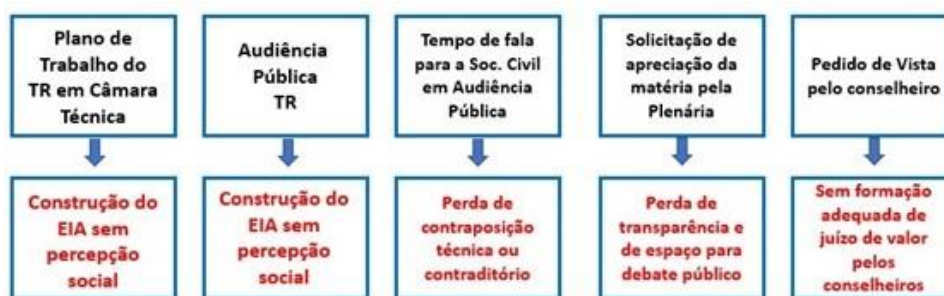 Plano de
Trabalho do
TR em Câmara
Técnica
Audiência
Pública
TR
Tempo de fala
para a Soc. Civil
em Audiência
Pública
Solicitação de
apreciação da
matéria pela
Plenária
Pedido de Vista
pelo conselheiro
Construção do
EIA sem
percepção
social
Construção do
EIA sem
percepção
social
Perda de
contraposição
técnica ou
contraditório
Perda de
transparência e
de espaço para
debate público
Sem formação
adequada de
juízo de valor
pelos
conselheiros